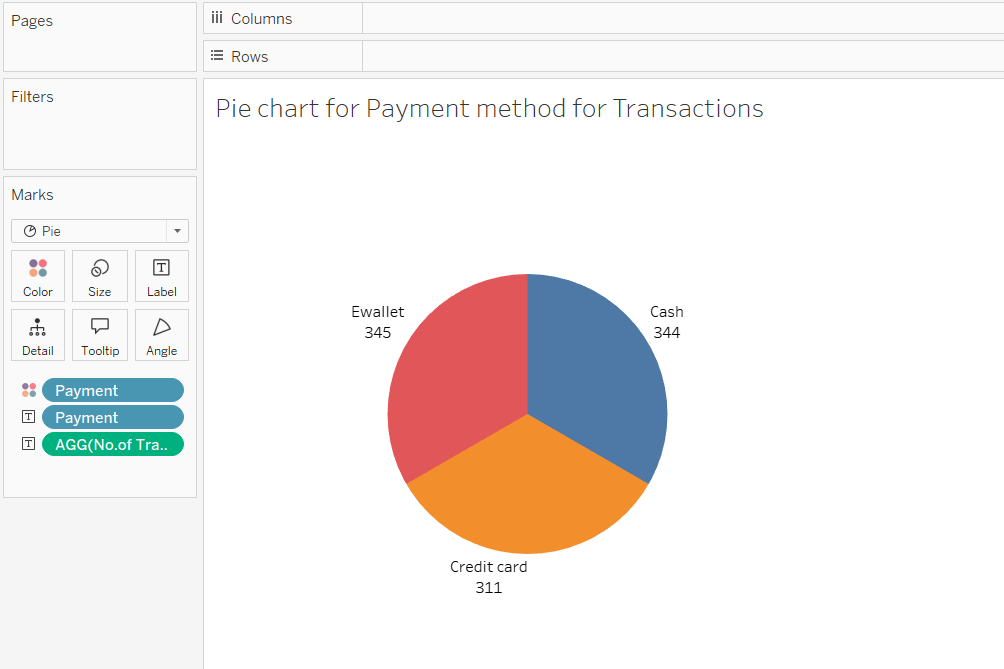 Pages
Columns
Rows
Filters
Marks
Pie
Color
Size
Label
Detail
Tooltip
Angle
Payment
T Payment
T AGG(No.of Tra..
Pie chart for Payment method for Transactions
Ewallet
345
Cash
344
Credit card
311